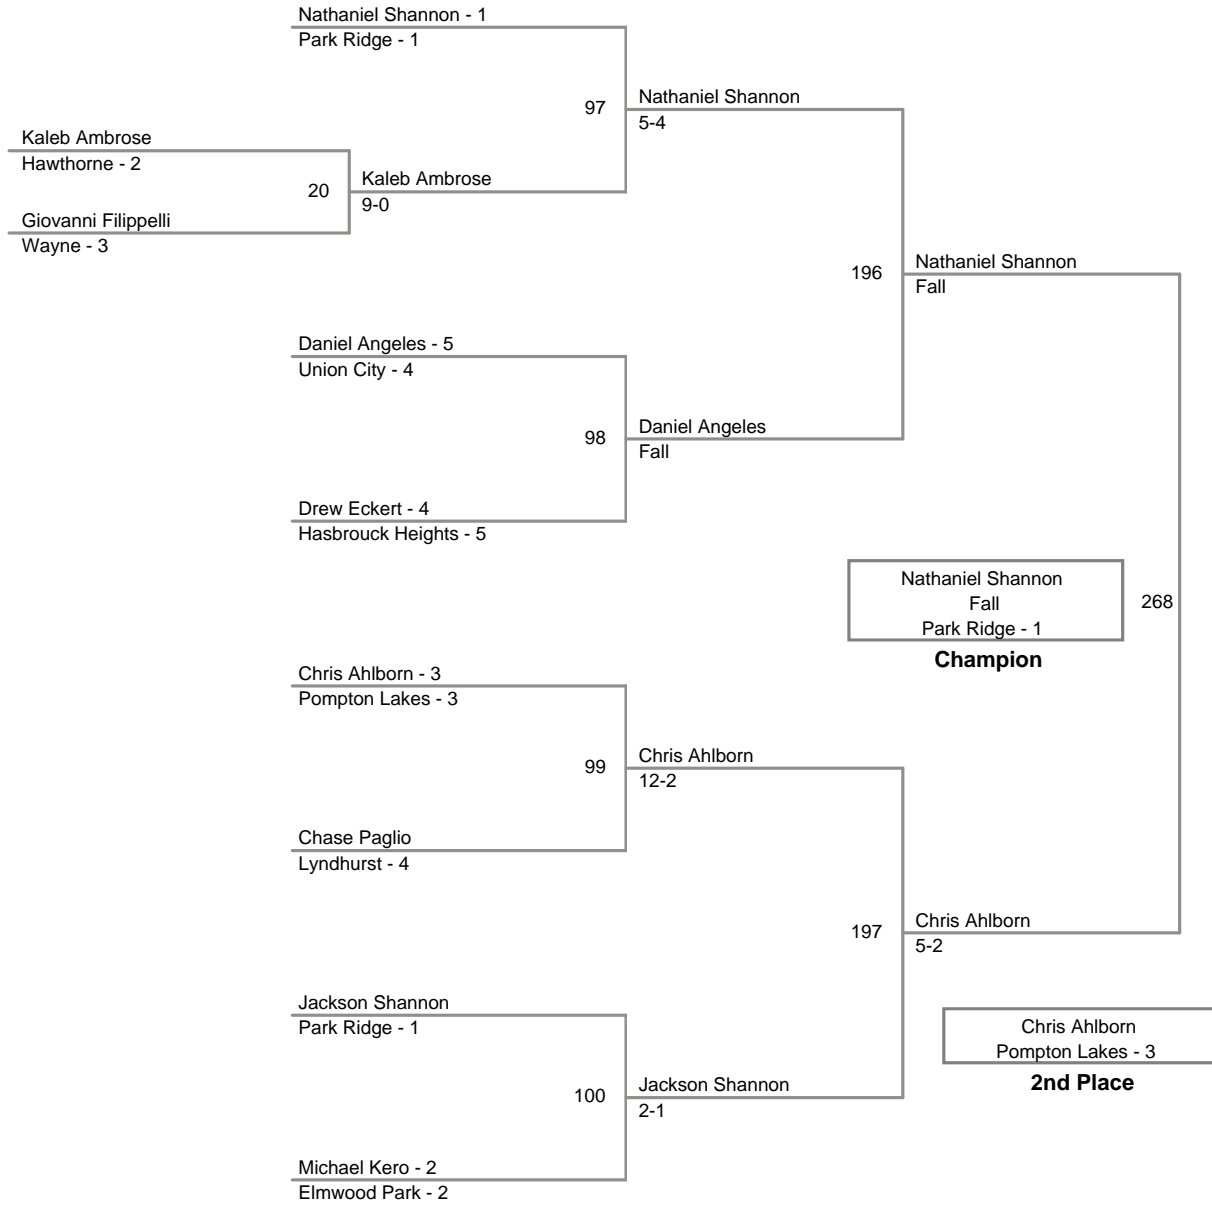 Nathaniel Shannon - 1
Park Ridge - 1
97
Nathaniel Shannon
5-4
Kaleb Ambrose
Hawthorne - 2
20
Kaleb Ambrose
9-0
Giovanni Filippelli
Wayne - 3
196
Nathaniel Shannon
Fall
Daniel Angeles - 5
Union City - 4
98
Daniel Angeles
Fall
Drew Eckert - 4
Hasbrouck Heights - 5
Nathaniel Shannon
Fall
Park Ridge - 1
Champion
268
Chris Ahlborn - 3
Pompton Lakes - 3
99
Chris Ahlborn
12-2
Chase Paglio
Lyndhurst - 4
197
Chris Ahlborn
5-2
Jackson Shannon
Park Ridge - 1
Chris Ahlborn
Pompton Lakes - 3
2nd Place
100
Jackson Shannon
2-1
Michael Kero - 2
Elmwood Park - 2